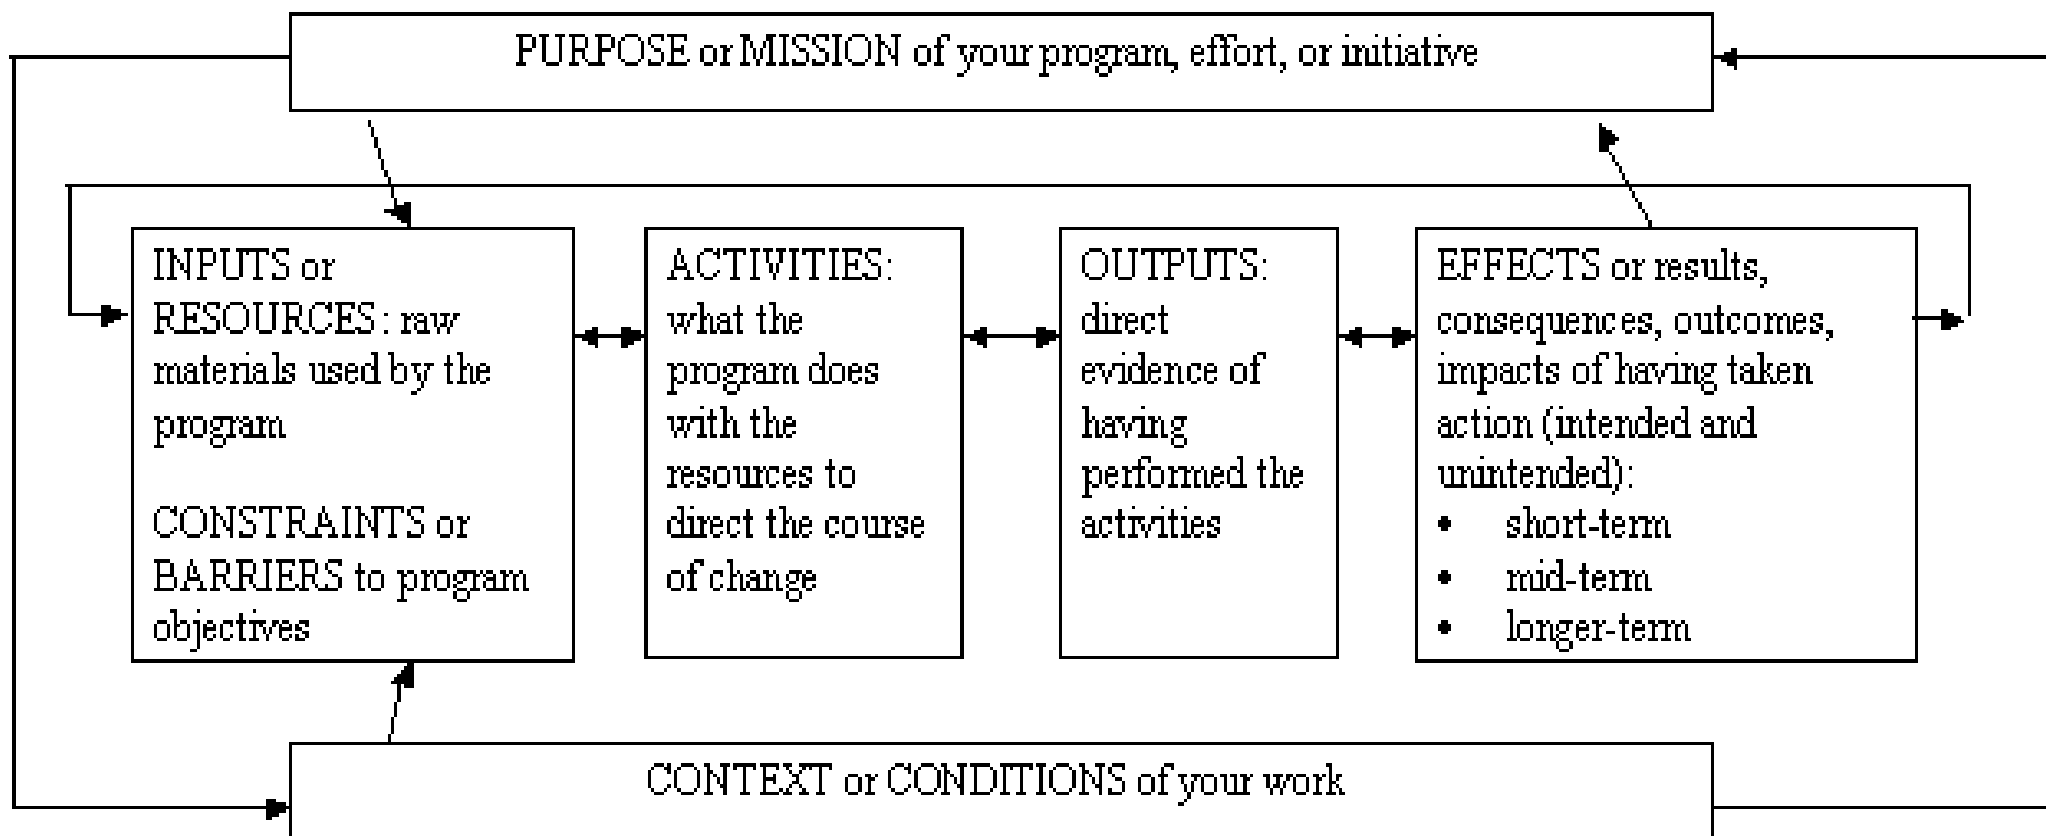 PURPOSE or MISSION of your program, effort, or initiative
INPUTS or
RESOURCES: raw
materials used by the
program
CONSTRAINTS or
BARRIERS to program
objectives
ACTIVITIES:
what the
program does
with the
resources to
direct the course
of change
OUTPUTS:
direct
evidence of
having
performed the
activities
EFFECTS or results,
consequences, outcomes,
impacts of having taken
action (intended and
unintended):
• short-term
• mid-term
• longer-term
CONTEXT or CONDITIONS of your work